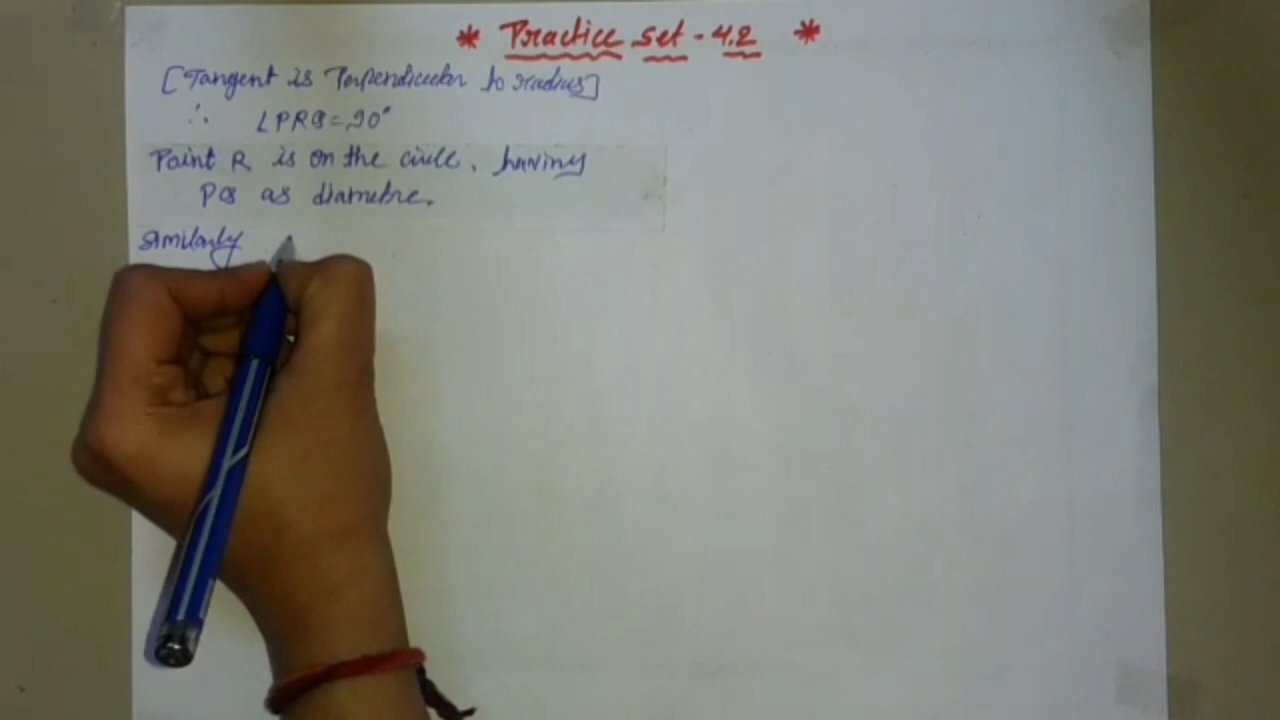 * Practice set - 4.2 *
[Tangent is Perpendicular to radius]
∴ ∠PRQ = 90°
Point R is on the circle, having
PQ as diametre.
Similarly